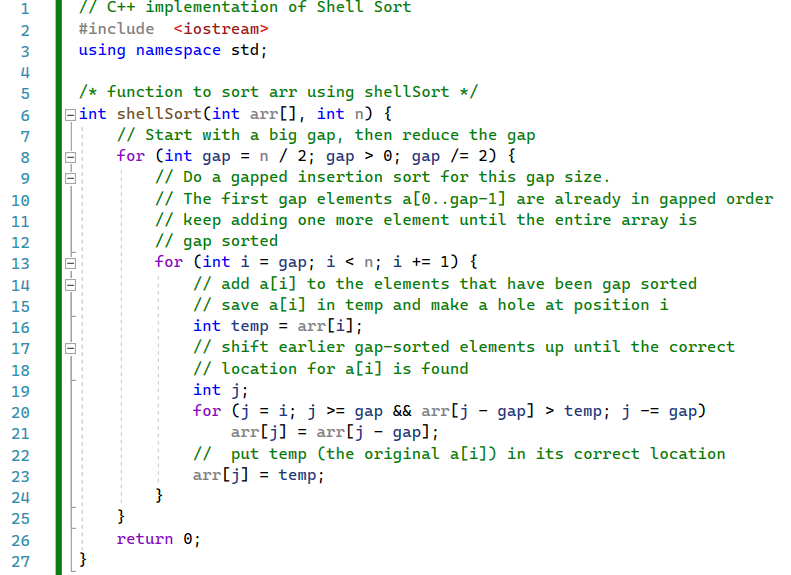 1 // C++ implementation of Shell Sort
2 #include  <iostream>
3 using namespace std;
4
5 /* function to sort arr using shellSort */
6 int shellSort(int arr[], int n) {
7     // Start with a big gap, then reduce the gap
8     for (int gap = n / 2; gap > 0; gap /= 2) {
9         // Do a gapped insertion sort for this gap size.
10         // The first gap elements a[0..gap-1] are already in gapped order
11         // keep adding one more element until the entire array is
12         // gap sorted
13         for (int i = gap; i < n; i += 1) {
14             // add a[i] to the elements that have been gap sorted
15             // save a[i] in temp and make a hole at position i
16             int temp = arr[i];
17             // shift earlier gap-sorted elements up until the correct
18             // location for a[i] is found
19             int j;
20             for (j = i; j >= gap && arr[j - gap] > temp; j -= gap)
21                 arr[j] = arr[j - gap];
22             //  put temp (the original a[i]) in its correct location
23             arr[j] = temp;
24         }
25     }
26     return 0;
27 }